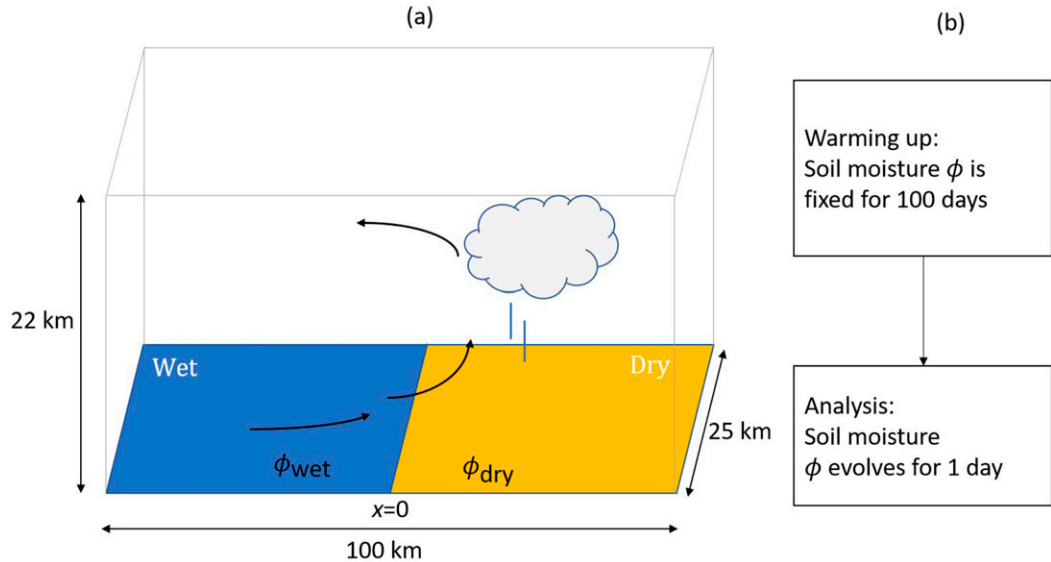 (a)
(b)
Warming up:
Soil moisture ϕ is
fixed for 100 days
22 km
Wet
Dry
25 km
ϕwet
ϕdry
x=0
100 km
Analysis:
Soil moisture
ϕ evolves for 1 day